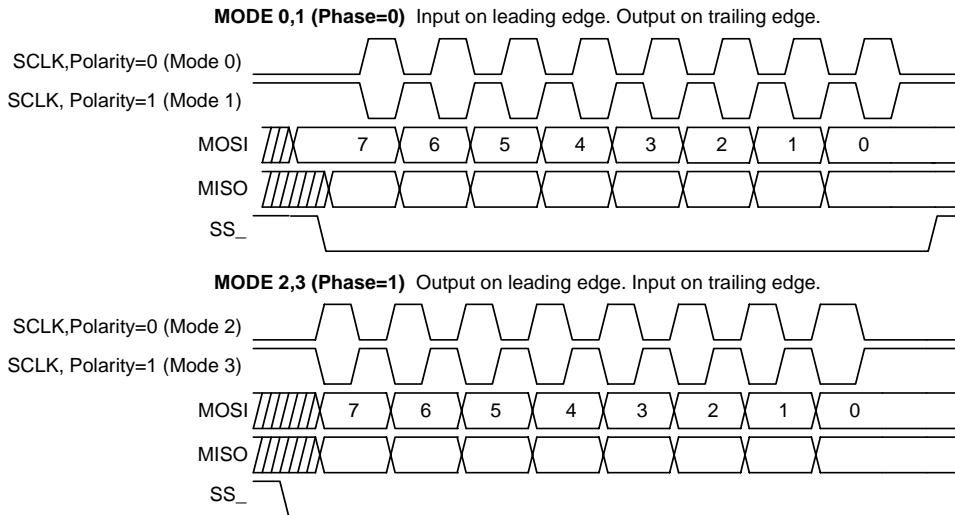 MODE 0,1 (Phase=0) Input on leading edge. Output on trailing edge.
SCLK,Polarity=0 (Mode 0)
SCLK, Polarity=1 (Mode 1)
MOSI 7 6 5 4 3 2 1 0
MISO
SS_
MODE 2,3 (Phase=1) Output on leading edge. Input on trailing edge.
SCLK,Polarity=0 (Mode 2)
SCLK, Polarity=1 (Mode 3)
MOSI 7 6 5 4 3 2 1 0
MISO
SS_